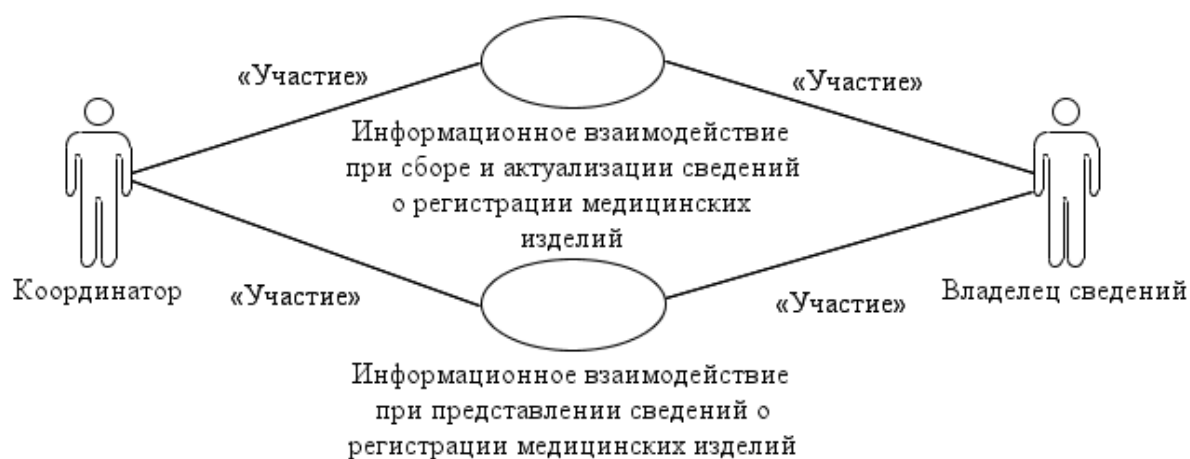 «Участие»
«Участие»
Информационное взаимодействие
при сборе и актуализации сведений
о регистрации медицинских
изделий
Координатор
Владелец сведений
«Участие»
«Участие»
Информационное взаимодействие
при представлении сведений о
регистрации медицинских изделий